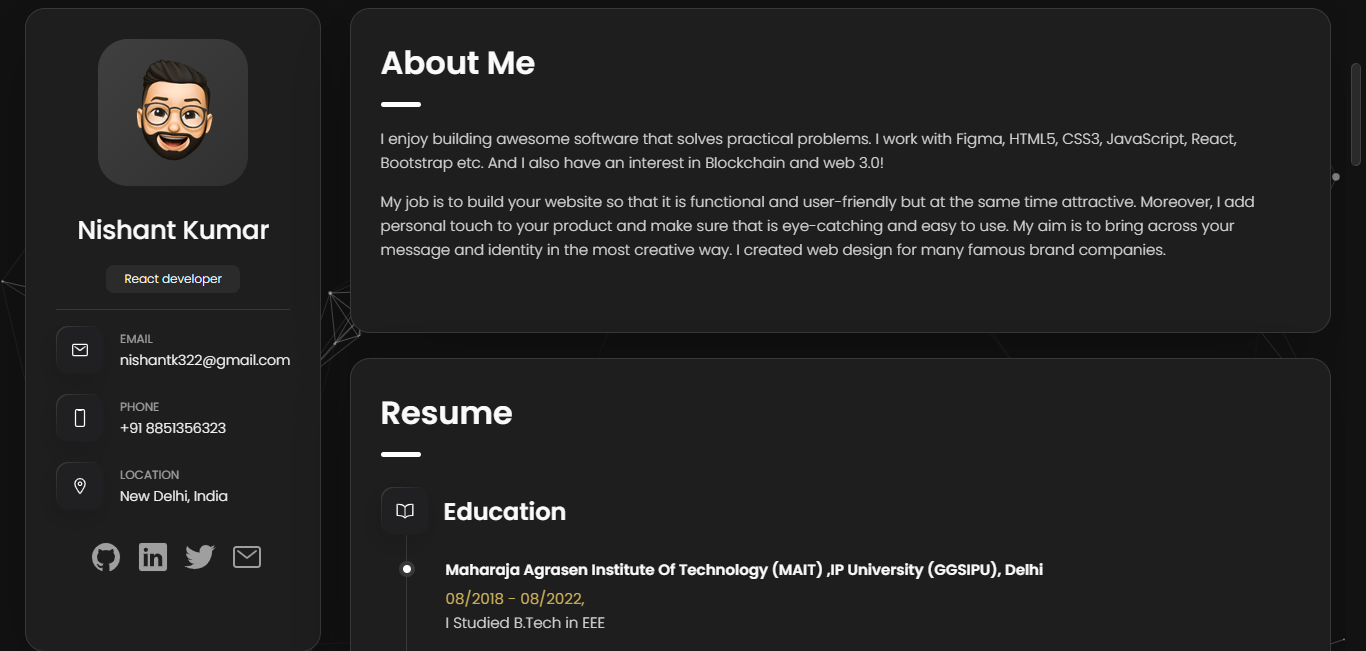 Nishant Kumar
React developer
EMAIL
nishantk322@gmail.com
PHONE
+91 8851356323
LOCATION
New Delhi, India
About Me
I enjoy building awesome software that solves practical problems. I work with Figma, HTML5, CSS3, JavaScript, React,
Bootstrap etc. And I also have an interest in Blockchain and web 3.0!
My job is to build your website so that it is functional and user-friendly but at the same time attractive. Moreover, I add
personal touch to your product and make sure that is eye-catching and easy to use. My aim is to bring across your
message and identity in the most creative way. I created web design for many famous brand companies.
Resume
Education
Maharaja Agrasen Institute Of Technology (MAIT) ,IP University (GGSIPU), Delhi
08/2018 - 08/2022,
I Studied B.Tech in EEE